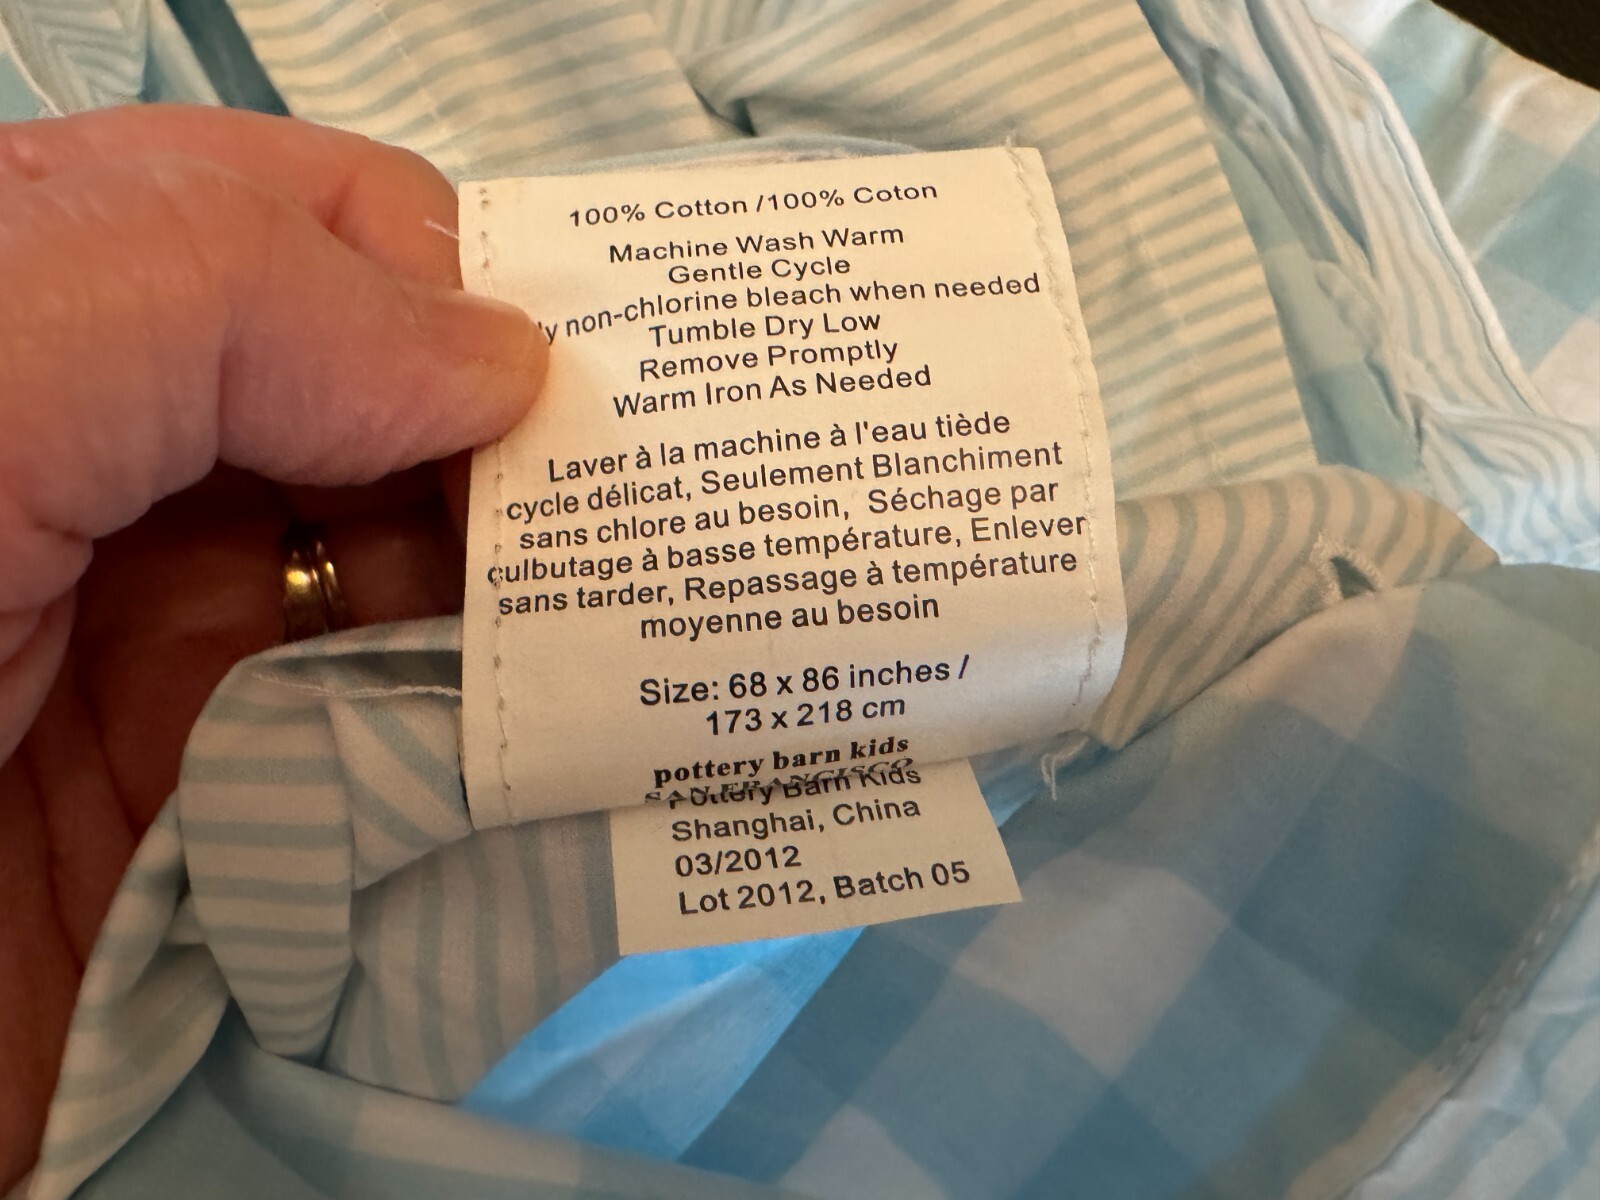 100% Cotton /100% Coton
Machine Wash Warm
Gentle Cycle
non-chlorine bleach when needed
Tumble Dry Low
Remove Promptly
Warm Iron As Needed
Laver à la machine à l'eau tiède
cycle délicat, Seulement Blanchiment
sans chlore au besoin, Séchage par
culbutage à basse température, Enlever
sans tarder, Repassage à température
moyenne au besoin
Size: 68 x 86 inches /
173 x 218 cm
pottery barn kids
SAN FRANCISCO
Pottery Barn Kids
Shanghai, China
03/2012
Lot 2012, Batch 05